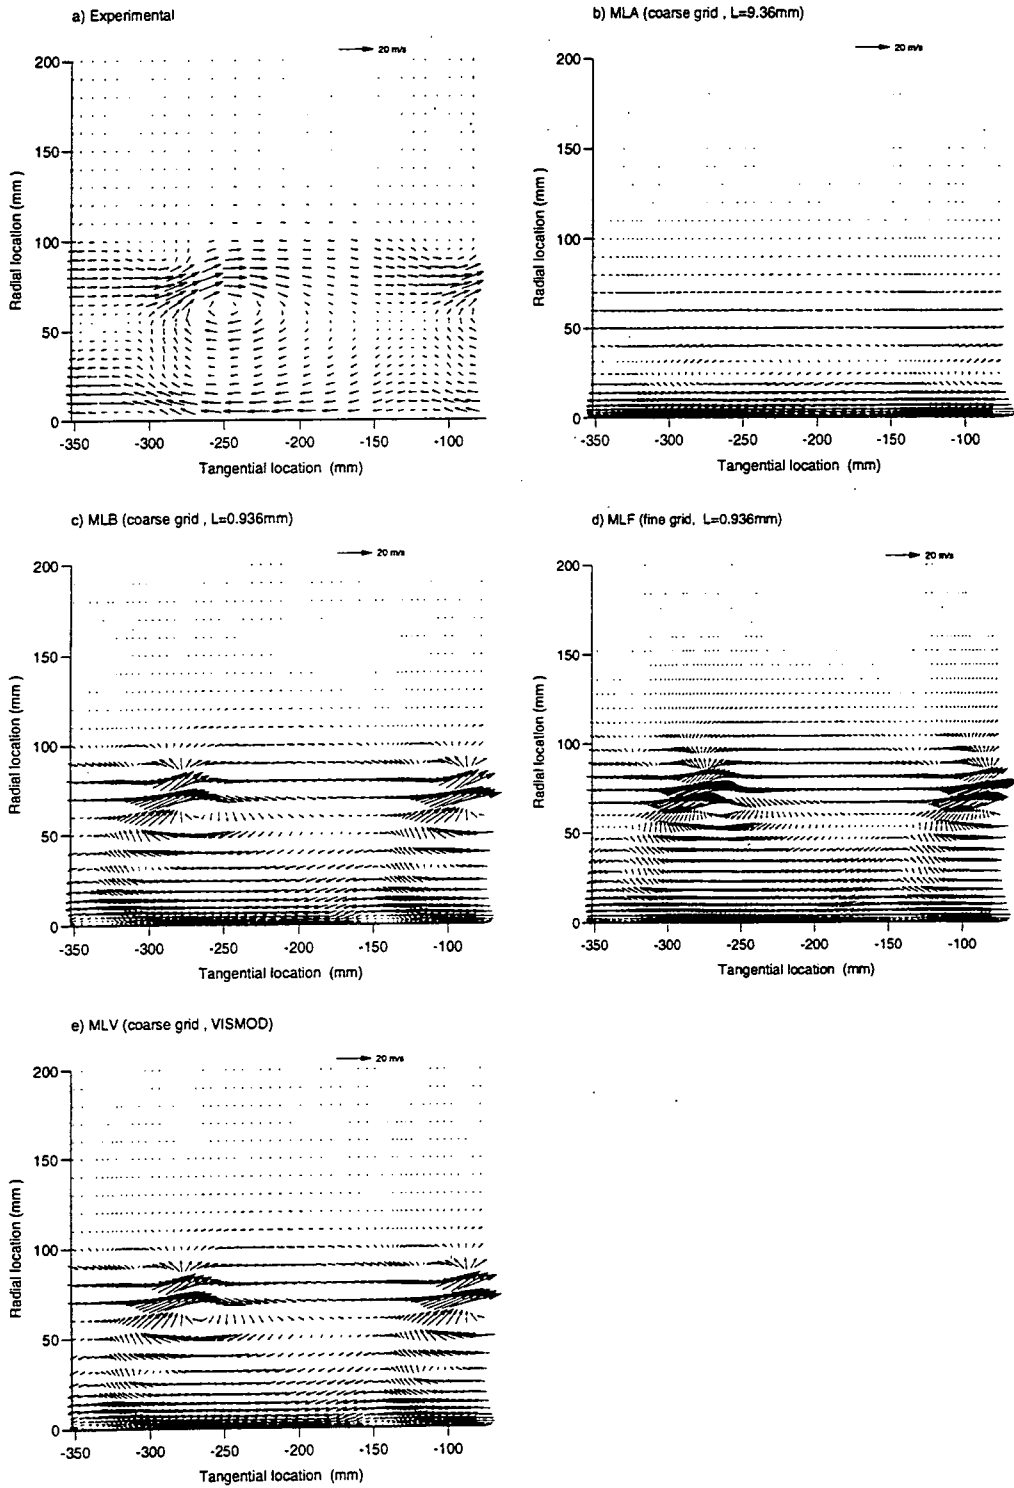 a) Experimental
20 m/s
200
150
100
50
0
Radial location (mm)
-350 -300 -250 -200 -150 -100
Tangential location (mm)
b) MLA (coarse grid , L=9.36mm)
20 m/s
200
150
100
50
0
Radial location (mm)
-350 -300 -250 -200 -150 -100
Tangential location (mm)
c) MLB (coarse grid , L=0.936mm)
20 m/s
200
150
100
50
0
Radial location (mm)
-350 -300 -250 -200 -150 -100
Tangential location (mm)
d) MLF (fine grid, L=0.936mm)
20 m/s
200
150
100
50
0
Radial location (mm)
-350 -300 -250 -200 -150 -100
Tangential location (mm)
e) MLV (coarse grid , VISMOD)
20 m/s
200
150
100
50
0
Radial location (mm)
-350 -300 -250 -200 -150 -100
Tangential location (mm)